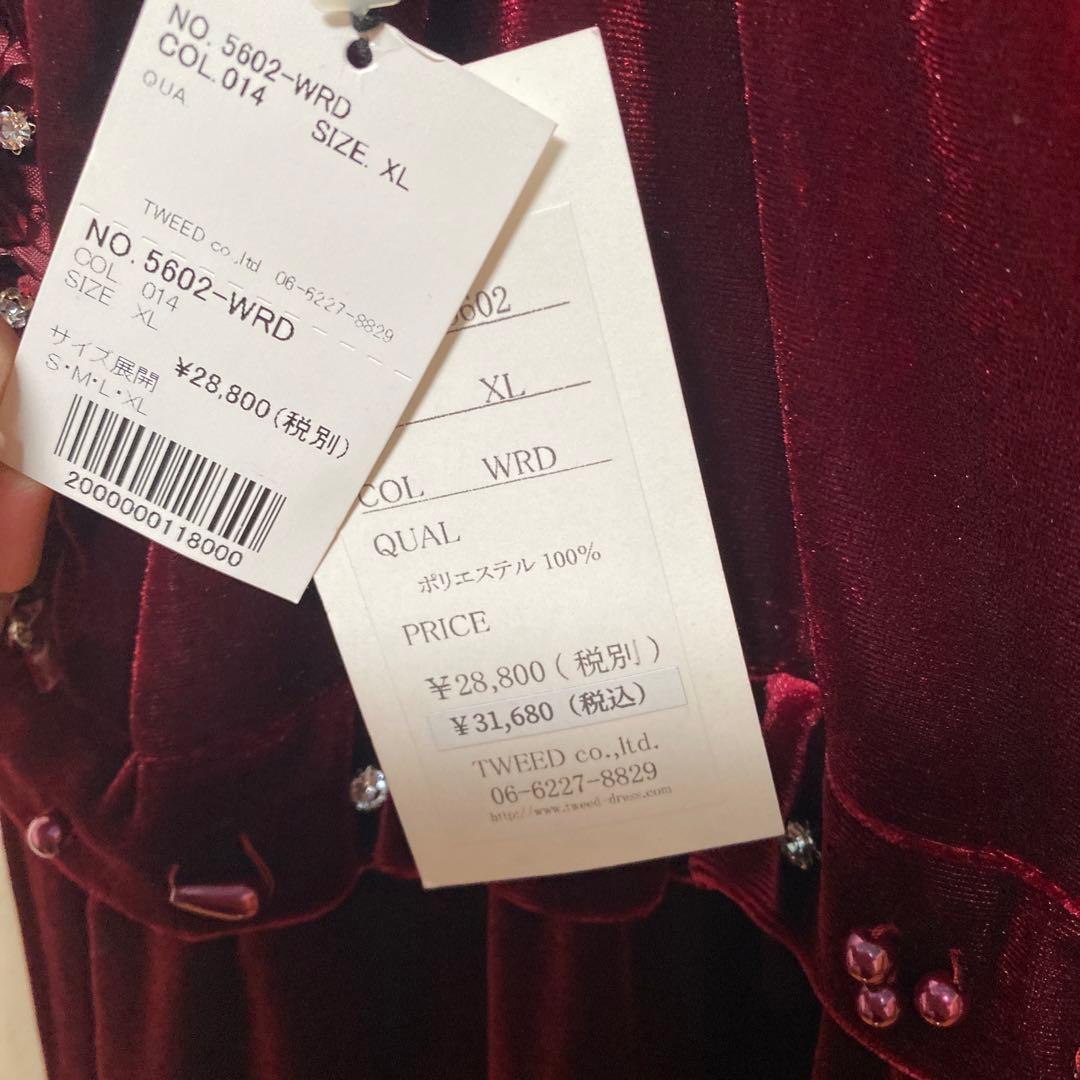 NO. 5602-WRD
COL.014 SIZE. XL
QUA
TWEED co.,ltd 06-6227-8829
NO. 5602-WRD
COL 014
SIZE XL
サイズ展開 ¥28,800(税別)
S・M・L・XL
2000000118000
5602
XL
COL WRD
QUAL
ポリエステル 100%
PRICE
¥28,800(税別)
¥31,680(税込)
TWEED co.,ltd.
06-6227-8829
http://www.tweed-dress.com